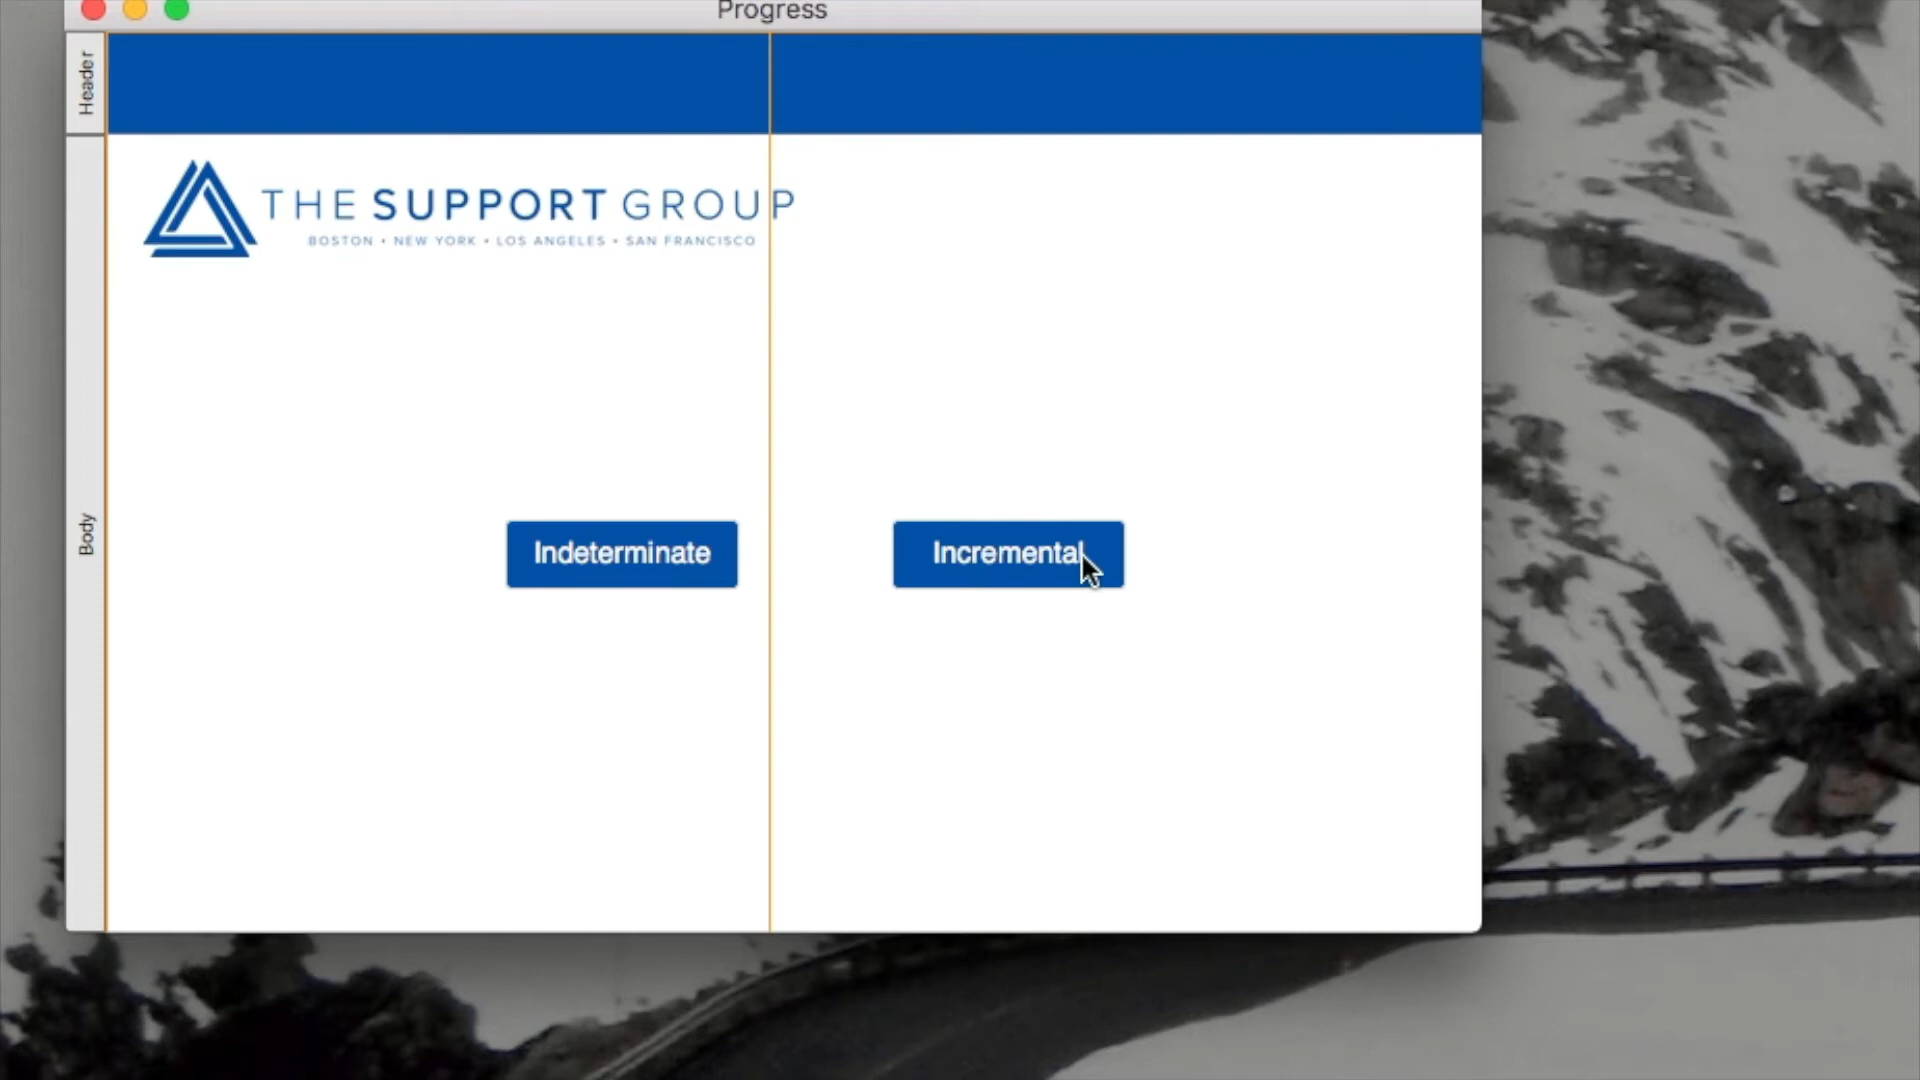 Progress
Header
THE SUPPORT GROUP
BOSTON • NEW YORK • LOS ANGELES • SAN FRANCISCO
Indeterminate
Incremental
Body